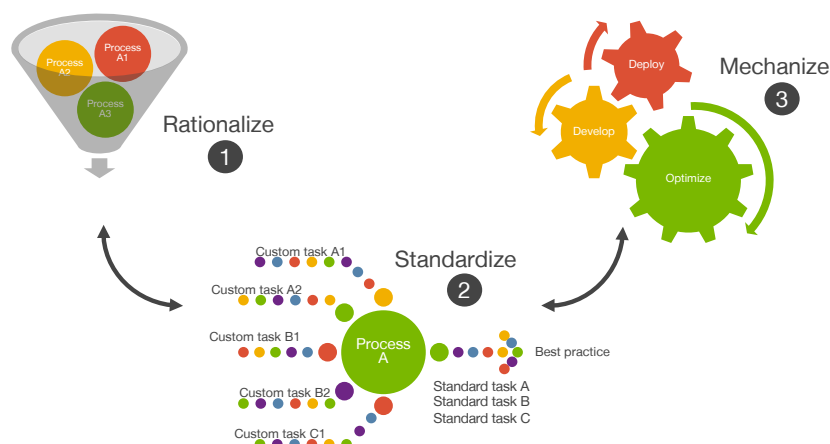 Process
A1
Process
A2
Process
A3
Rationalize
1
Deploy
Develop
Optimize
Mechanize
3
Standardize
2
Custom task A1
Custom task A2
Custom task B1
Custom task B2
Custom task C1
Process
A
Best practice
Standard task A
Standard task B
Standard task C